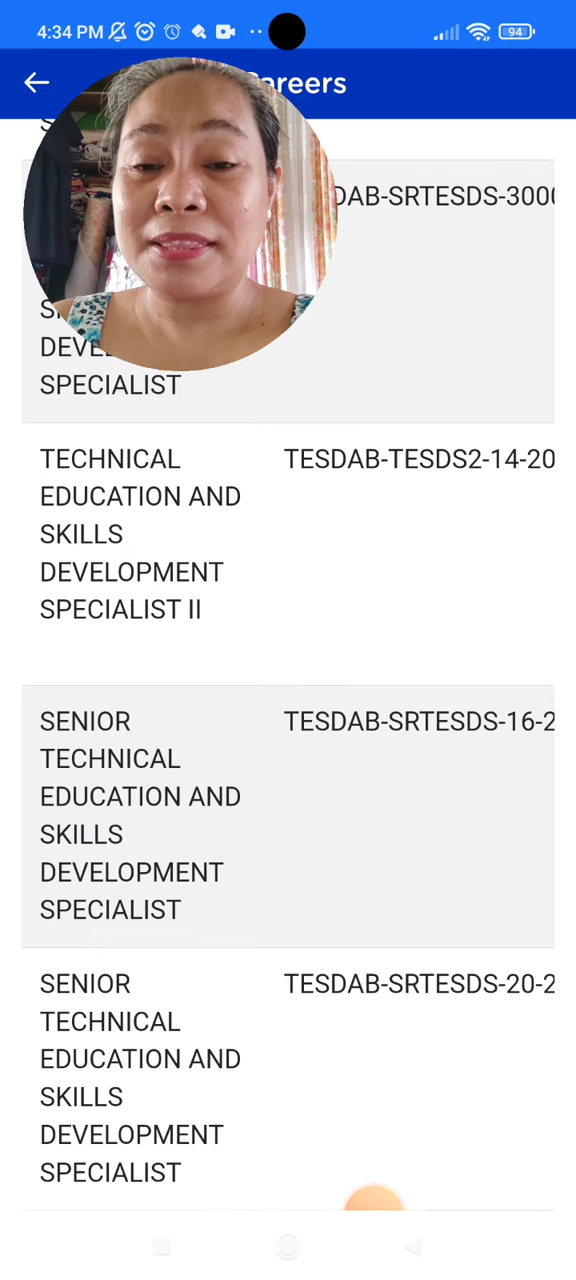 4:34 PM
94
Careers
DAB-SRTESDS-300
DEVE
SPECIALIST
TECHNICAL TESDAB-TESDS2-14-20
EDUCATION AND
SKILLS
DEVELOPMENT
SPECIALIST II
SENIOR TESDAB-SRTESDS-16-2
TECHNICAL
EDUCATION AND
SKILLS
DEVELOPMENT
SPECIALIST
SENIOR TESDAB-SRTESDS-20-2
TECHNICAL
EDUCATION AND
SKILLS
DEVELOPMENT
SPECIALIST